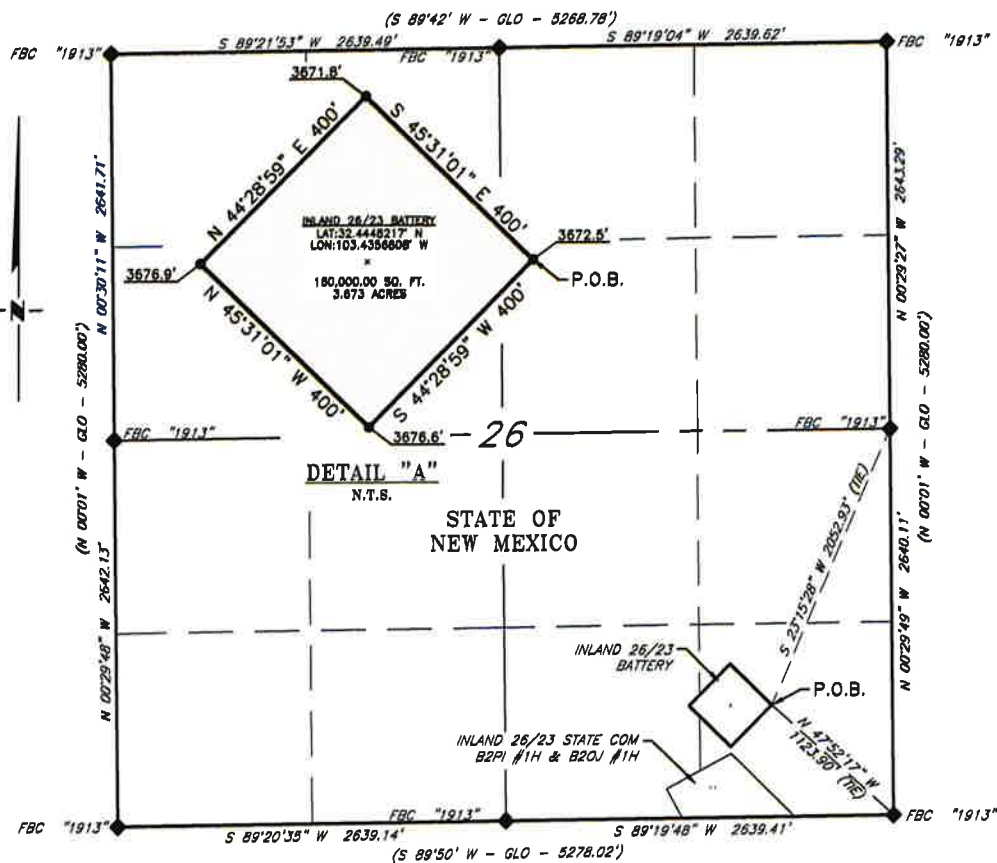 (S 89°42' W - GLO - 5268.78')
FBC "1913"
S 89°21'53" W 2639.49'
FBC "1913"
S 89°19'04" W 2639.62'
FBC "1913"
3671.8'
N 44°28'59" E 400'
S 45°31'01" E 400'
INLAND 26/23 BATTERY
LON:103.4356608° W
160,000.00 SQ. FT.
3.673 ACRES
3672.5'
P.O.B.
3676.9'
N 45°31'01" W 400'
S 44°28'59" W 400'
3676.6'
N 00°30'11" W 2641.71'
N 00°29'27" W 2643.29'
N
(N 00°01' W - GLO - 5280.00')
(N 00°01' W - GLO - 5280.00')
FBC "1913"
26
FBC "1913"
DETAIL "A"
N.T.S.
STATE OF
NEW MEXICO
S 23°15'28" W 2052.93' (TIE)
N 00°29'48" W 2642.13'
N 00°29'49" W 2640.11'
INLAND 26/23
BATTERY
P.O.B.
N 47°52'17" W
1123.90' (TIE)
INLAND 26/23 STATE COM
B2PI #1H & B2OJ #1H
FBC "1913"
S 89°20'35" W 2639.14'
FBC "1913"
S 89°19'48" W 2639.41'
FBC "1913"
(S 89°50' W - GLO - 5278.02')